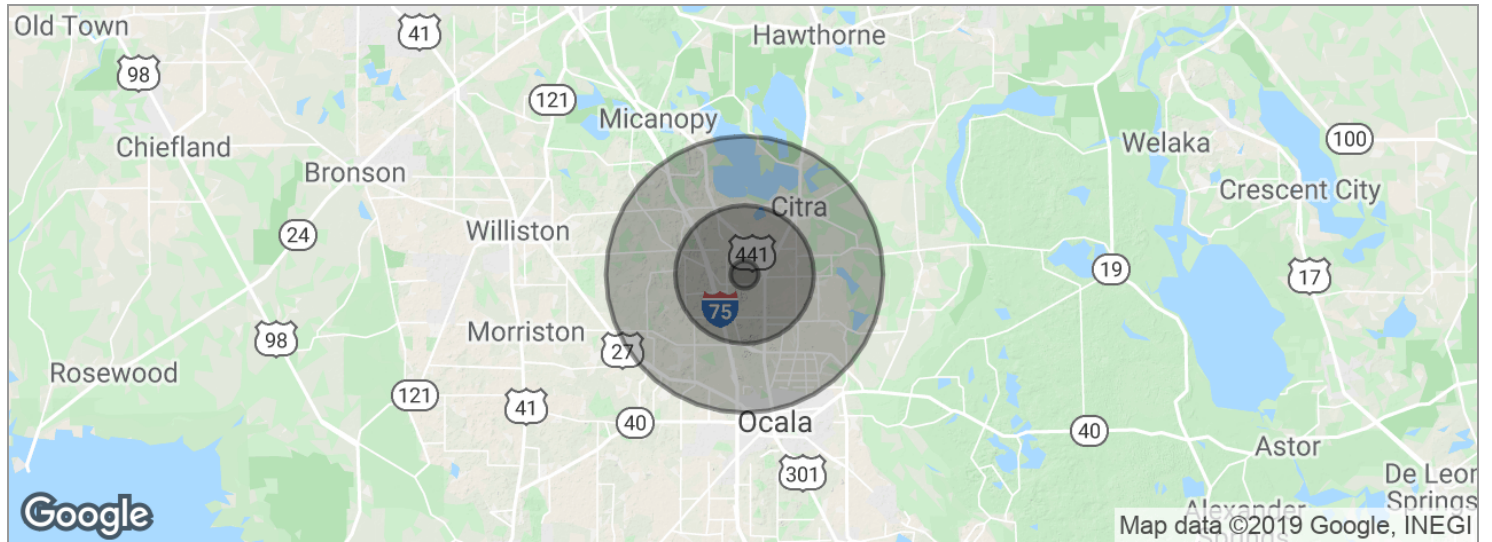 Old Town
41
Hawthorne
98
121
Micanopy
100
Welaka
Chiefland
Bronson
Crescent City
Citra
Williston
24
441
19
17
75
Morriston
98
27
Rosewood
121
41
40
Ocala
40
Astor
301
De Leon
Springs
Alexander
Springs
Google
Map data ©2019 Google, INEGI